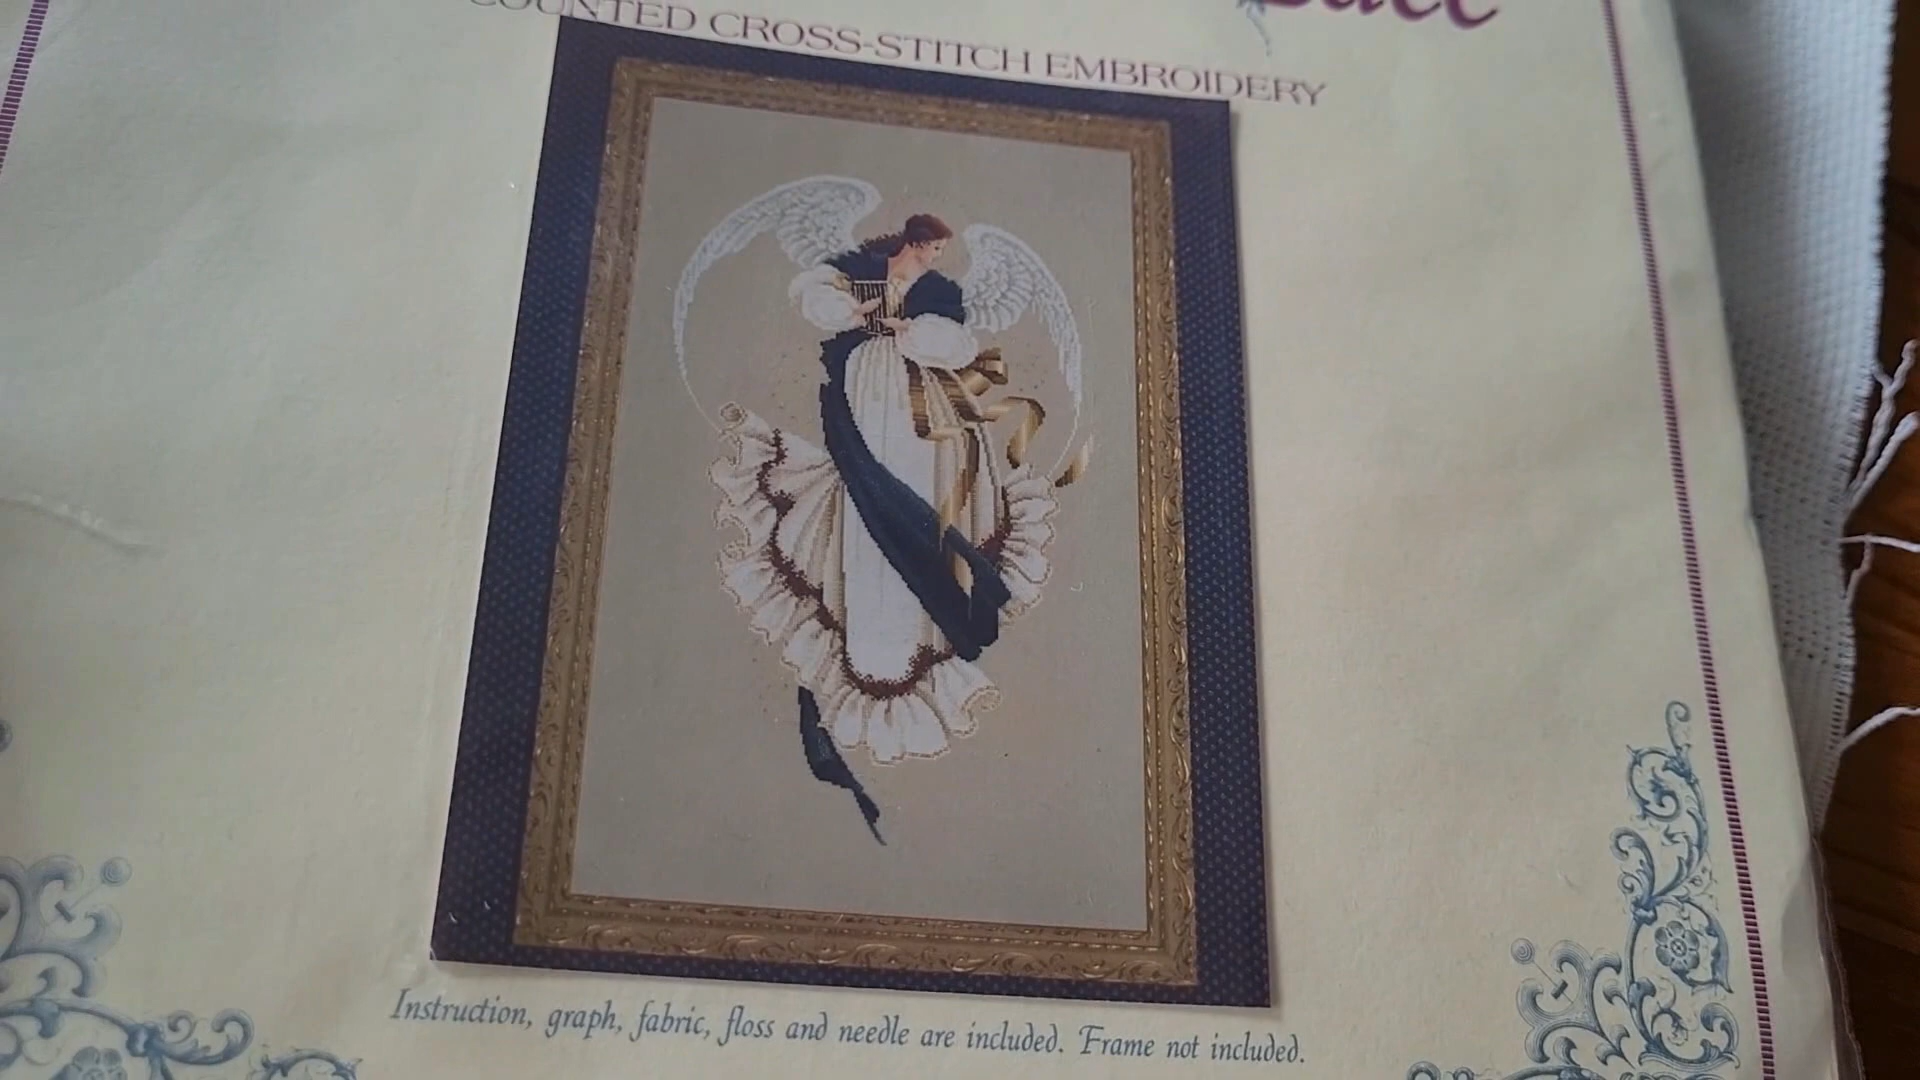 COUNTED CROSS-STITCH EMBROIDERY
Instruction, graph, fabric, floss and needle are included. Frame not included.